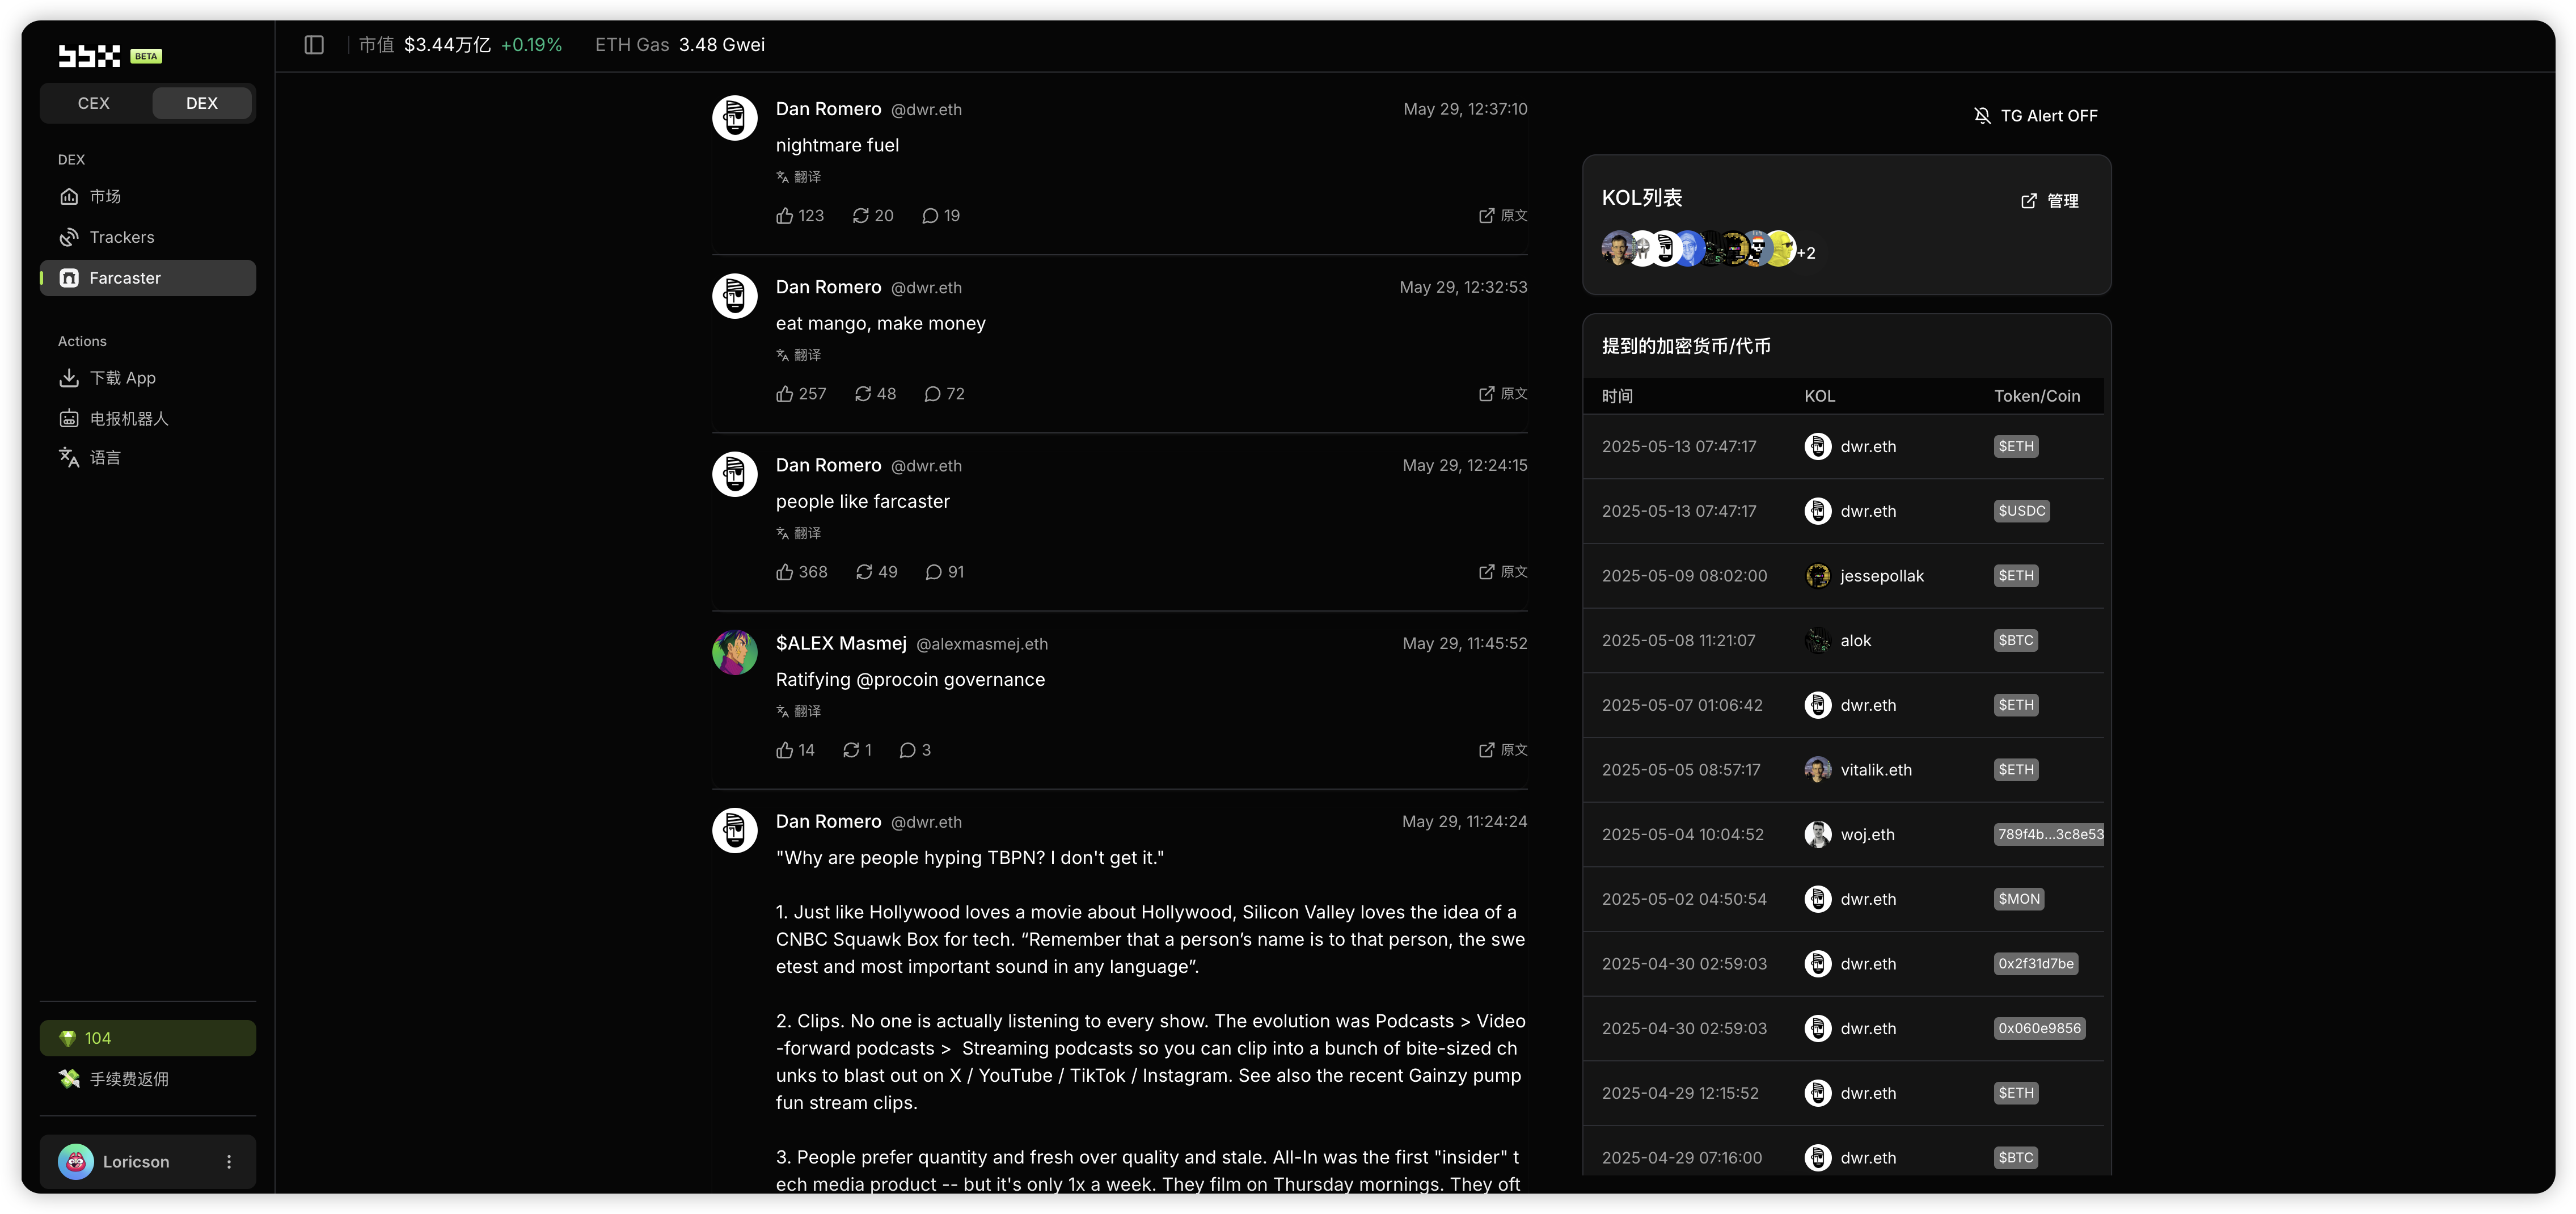 bbx BETA
CEX DEX
DEX
市场
Trackers
Farcaster
Actions
下载 App
电报机器人
语言
104
手续费返佣
Loricson
市值 $3.44万亿 +0.19% ETH Gas 3.48 Gwei
Dan Romero @dwr.eth May 29, 12:37:10
nightmare fuel
翻译
123 20 19 原文
Dan Romero @dwr.eth May 29, 12:32:53
eat mango, make money
翻译
257 48 72 原文
Dan Romero @dwr.eth May 29, 12:24:15
people like farcaster
翻译
368 49 91 原文
$ALEX Masmej @alexmasmej.eth May 29, 11:45:52
Ratifying @procoin governance
翻译
14 1 3 原文
Dan Romero @dwr.eth May 29, 11:24:24
"Why are people hyping TBPN? I don't get it."
1. Just like Hollywood loves a movie about Hollywood, Silicon Valley loves the idea of a
CNBC Squawk Box for tech. “Remember that a person’s name is to that person, the swe
etest and most important sound in any language”.
2. Clips. No one is actually listening to every show. The evolution was Podcasts > Video
-forward podcasts >  Streaming podcasts so you can clip into a bunch of bite-sized ch
unks to blast out on X / YouTube / TikTok / Instagram. See also the recent Gainzy pump
fun stream clips.
3. People prefer quantity and fresh over quality and stale. All-In was the first "insider" t
ech media product -- but it's only 1x a week. They film on Thursday mornings. They oft
TG Alert OFF
KOL列表 管理
+2
提到的加密货币/代币
时间 KOL Token/Coin
2025-05-13 07:47:17 dwr.eth $ETH
2025-05-13 07:47:17 dwr.eth $USDC
2025-05-09 08:02:00 jessepollak $ETH
2025-05-08 11:21:07 alok $BTC
2025-05-07 01:06:42 dwr.eth $ETH
2025-05-05 08:57:17 vitalik.eth $ETH
2025-05-04 10:04:52 woj.eth 789f4b...3c8e53
2025-05-02 04:50:54 dwr.eth $MON
2025-04-30 02:59:03 dwr.eth 0x2f31d7be
2025-04-30 02:59:03 dwr.eth 0x060e9856
2025-04-29 12:15:52 dwr.eth $ETH
2025-04-29 07:16:00 dwr.eth $BTC